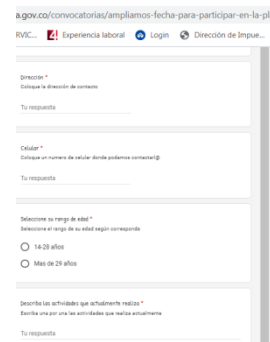 a.gov.co/convocatorias/ampliamos-fecha-para-participar-en-la-pl
RVIC... Experiencia laboral Login Dirección de Impue...
Dirección *
Coloque la dirección de contacto
Tu respuesta
Celular *
Coloque un numero de celular donde podamos contactarl@
Tu respuesta
Seleccione su rango de edad *
Seleccione el rango de su edad según corresponda
14-28 años
Mas de 29 años
Describa las actividades que actualmente realiza *
Escriba una por una las actividades que realiza actualmente
Tu respuesta